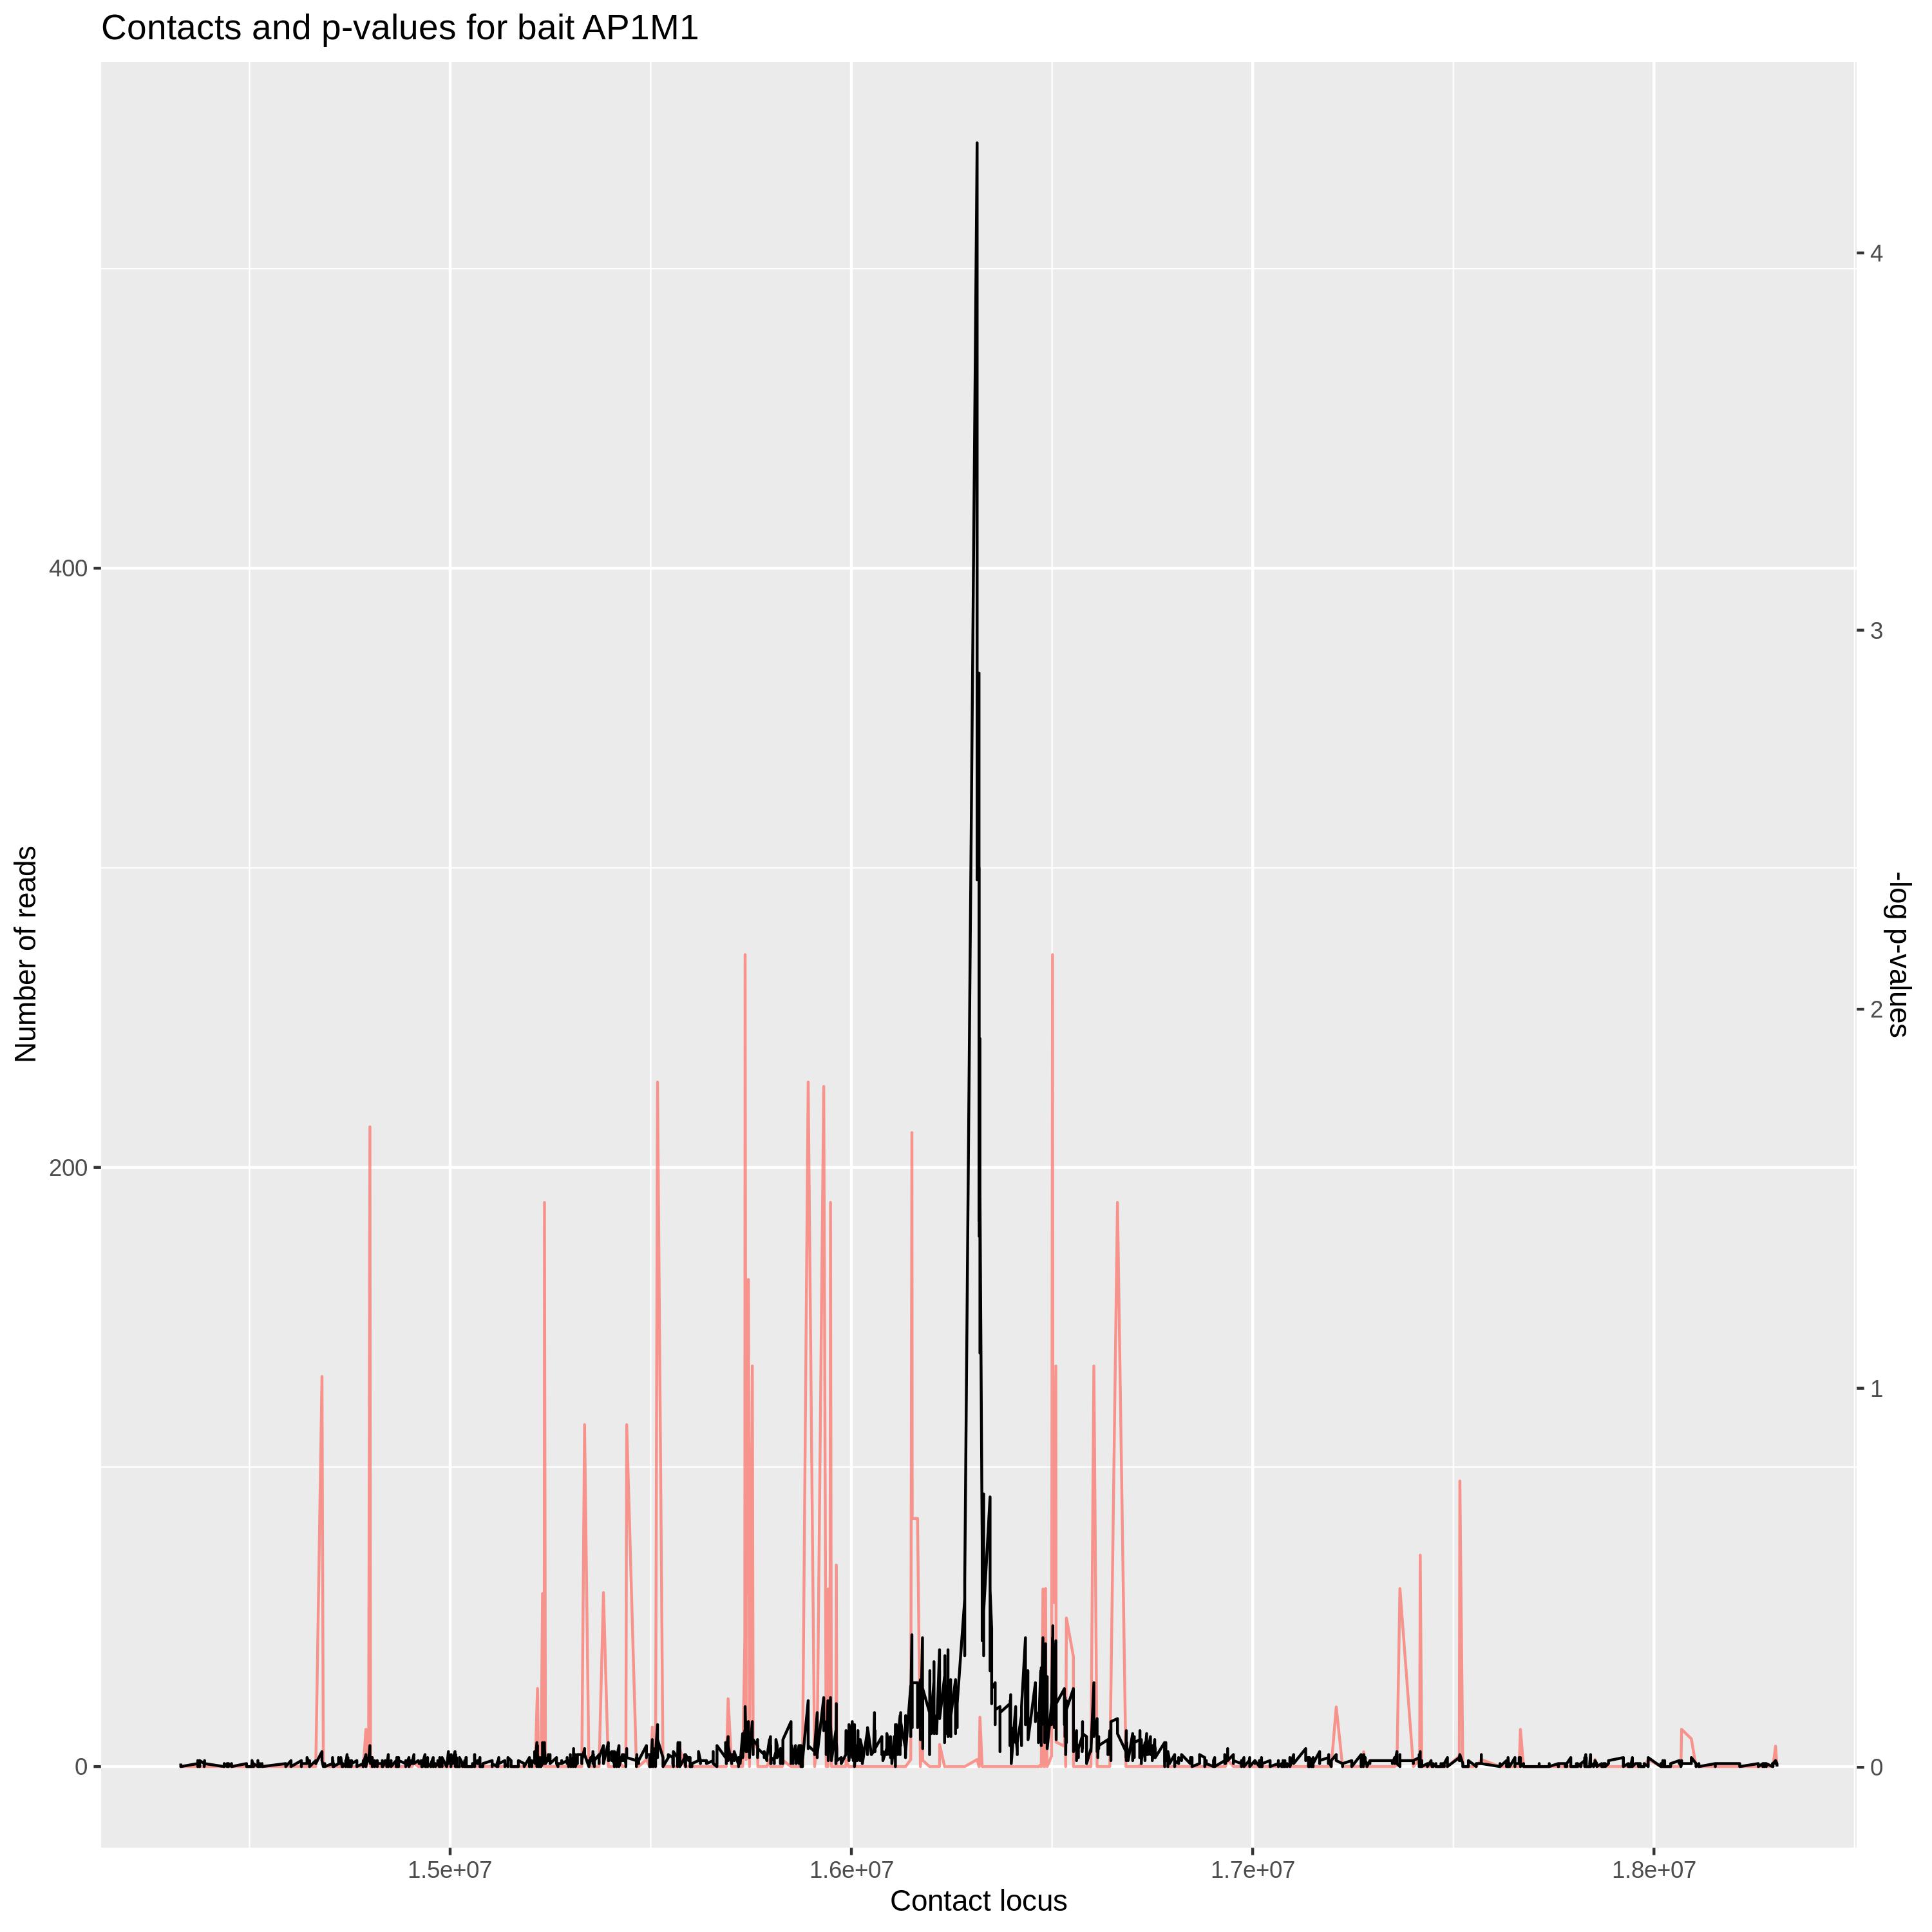 Contacts and p-values for bait AP1M1
Number of reads
400
200
0
4
3
2
1
0
-log p-values
1.5e+07 1.6e+07 1.7e+07 1.8e+07
Contact locus